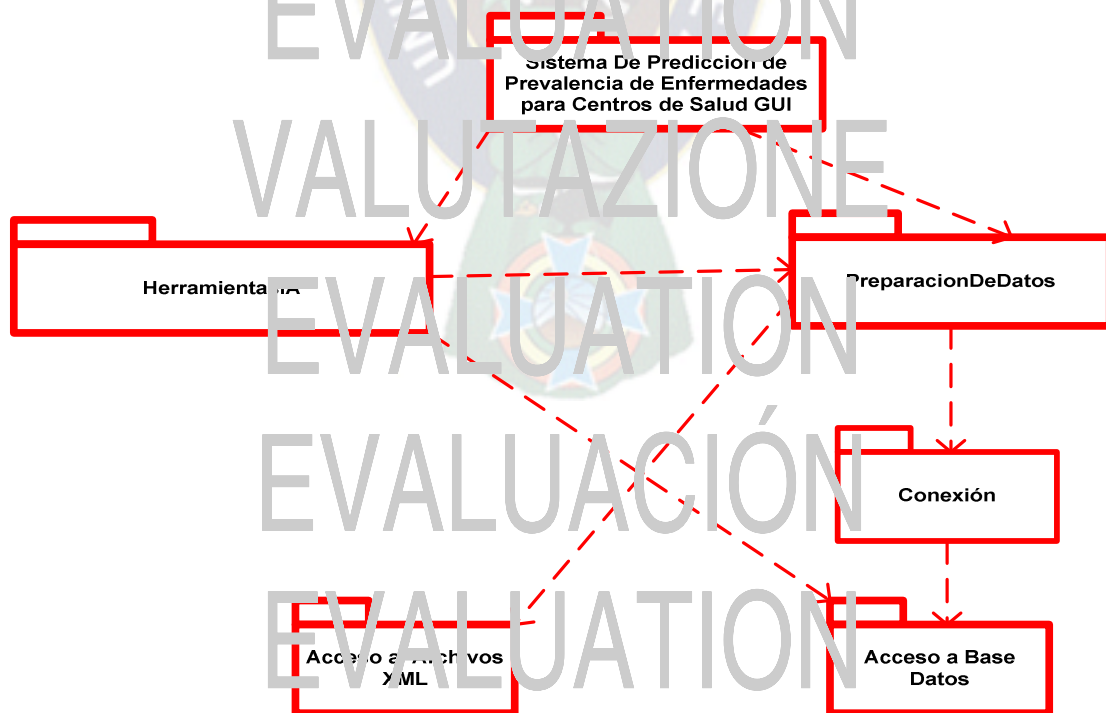 EVALUATION
Sistema De Prediccion de
Prevalencia de Enfermedades
para Centros de Salud GUI
VALUTAZIONE
HerramientasIA
PreparacionDeDatos
EVALUATION
EVALUACIÓN
Conexión
EVALUATION
Acceso a Archivos
XML
Acceso a Base
Datos